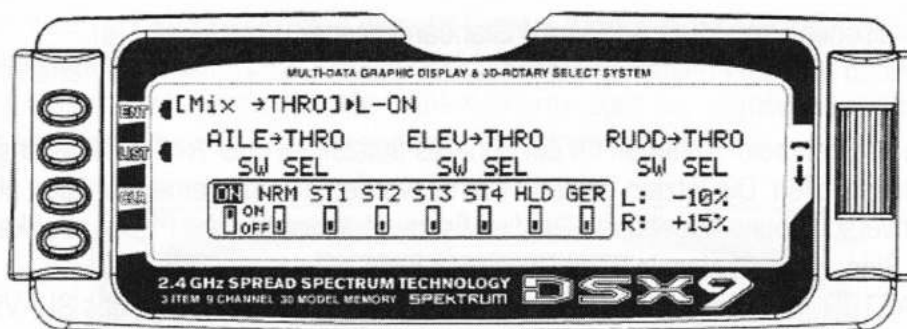 MULTI-DATA GRAPHIC DISPLAY & 3D-ROTARY SELECT SYSTEM
ENT [Mix →THRO]▸L-ON
LIST AILE→THRO ELEV→THRO RUDD→THRO
SW SEL SW SEL SW SEL
CLR ON NRM ST1 ST2 ST3 ST4 HLD GER L: -10%
ON
OFF R: +15%
2.4 GHz SPREAD SPECTRUM TECHNOLOGY
3 ITEM 9 CHANNEL 30 MODEL MEMORY SPEKTRUM DSX9